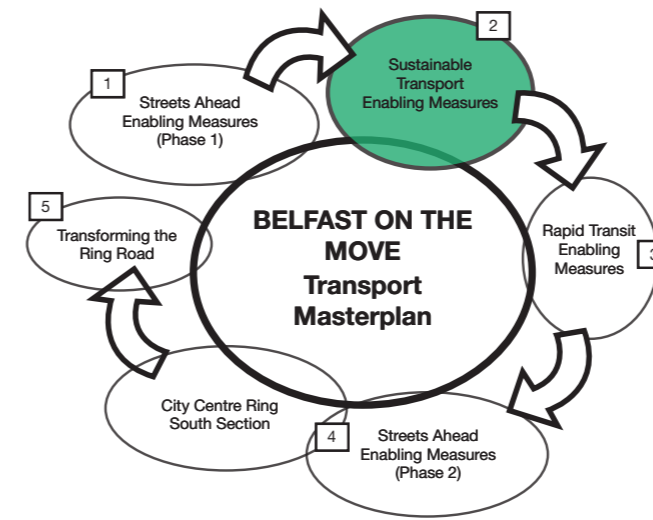 1
Streets Ahead
Enabling Measures
(Phase 1)
2
Sustainable
Transport
Enabling Measures
Rapid Transit
Enabling
Measures
3
4
Streets Ahead
Enabling Measures
(Phase 2)
City Centre Ring
South Section
5
Transforming the
Ring Road
BELFAST ON THE
MOVE
Transport
Masterplan